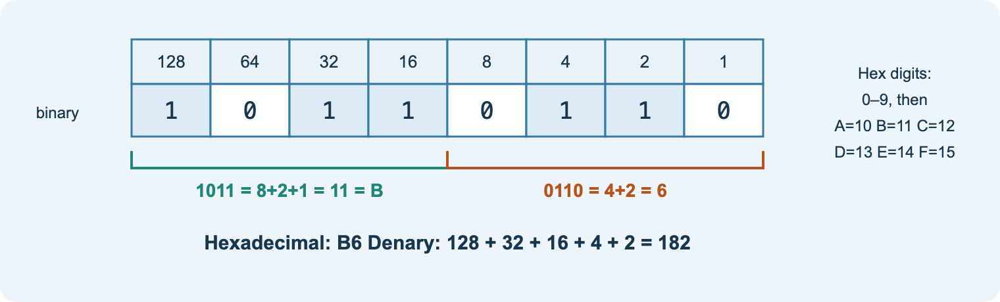 128 64 32 16 8 4 2 1
binary 1 0 1 1 0 1 1 0
1011 = 8+2+1 = 11 = B
0110 = 4+2 = 6
Hexadecimal: B6 Denary: 128 + 32 + 16 + 4 + 2 = 182
Hex digits:
0–9, then
A=10 B=11 C=12
D=13 E=14 F=15